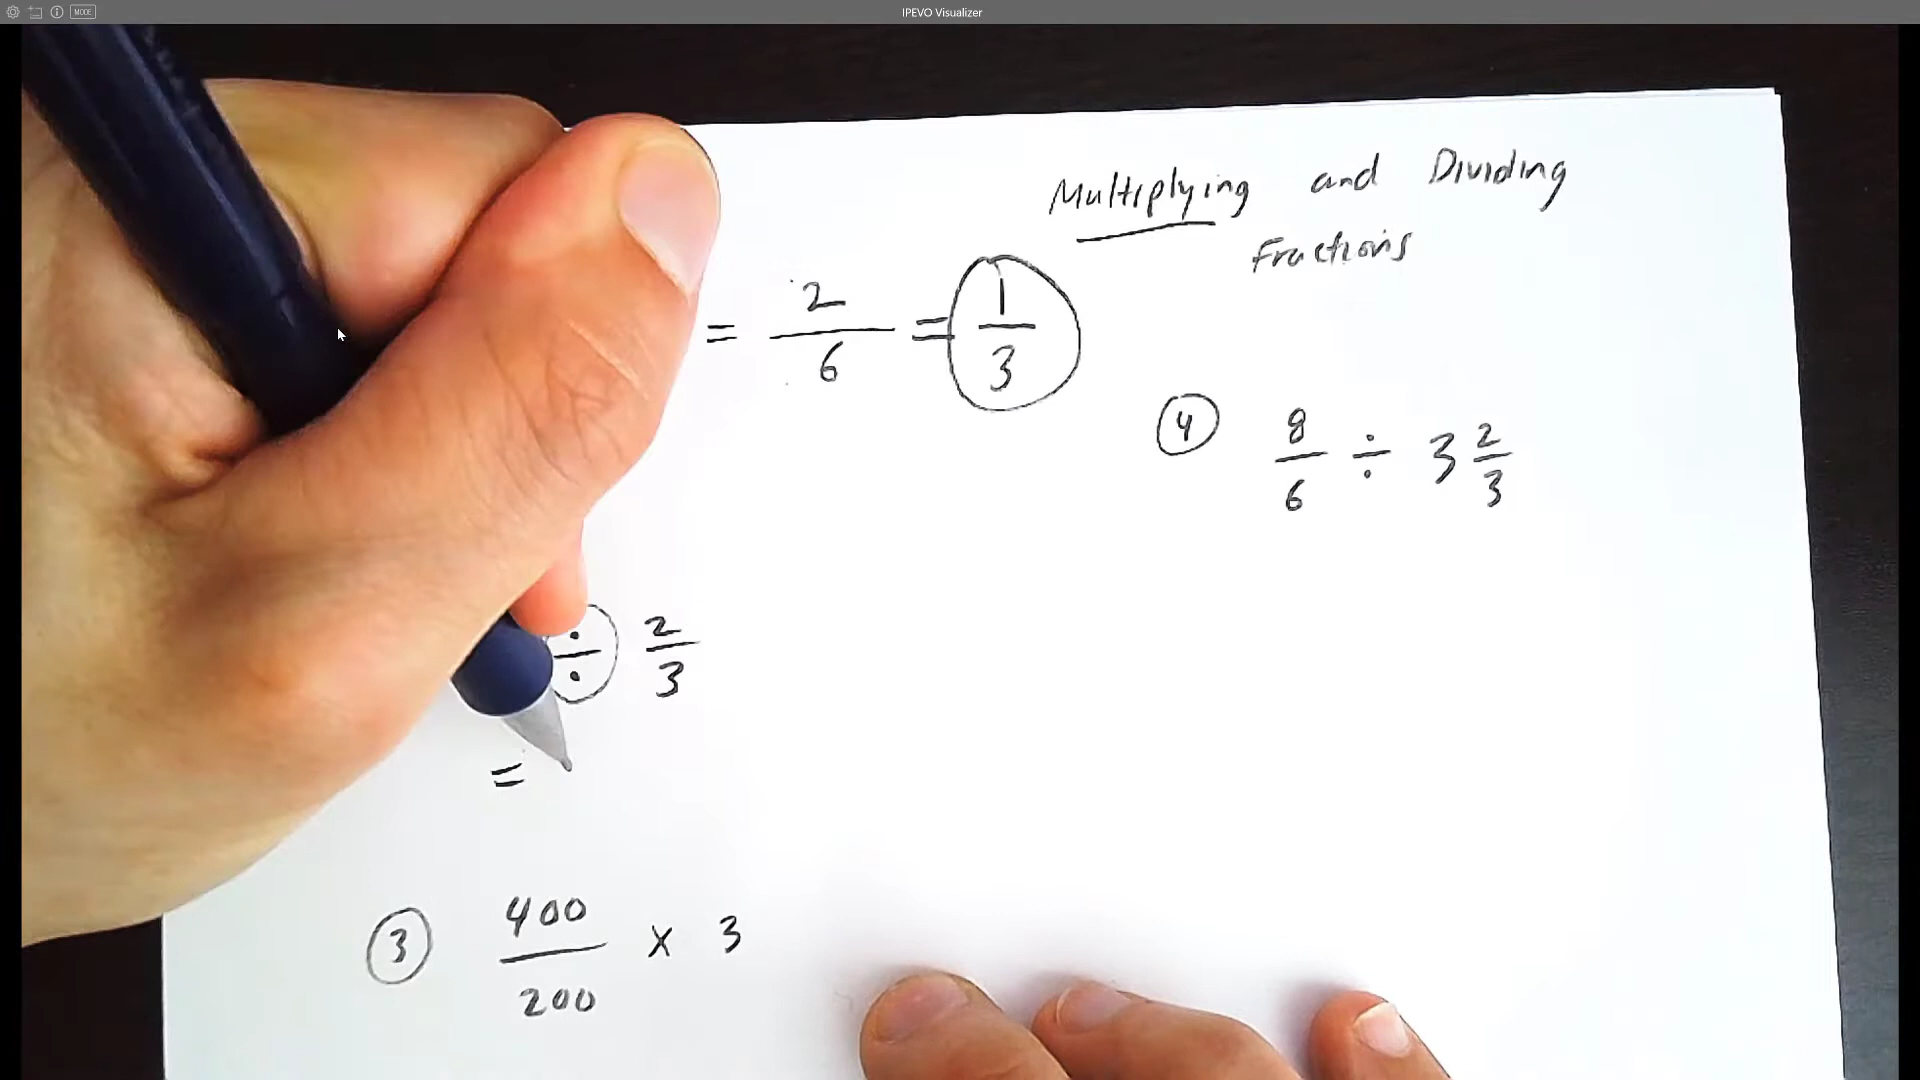 MODE
IPEVO Visualizer
Multiplying and Dividing
Fractions
= 2/6 = 1/3
④ 8/6 ÷ 3 2/3
÷ 2/3
=
③ 400/200 x 3